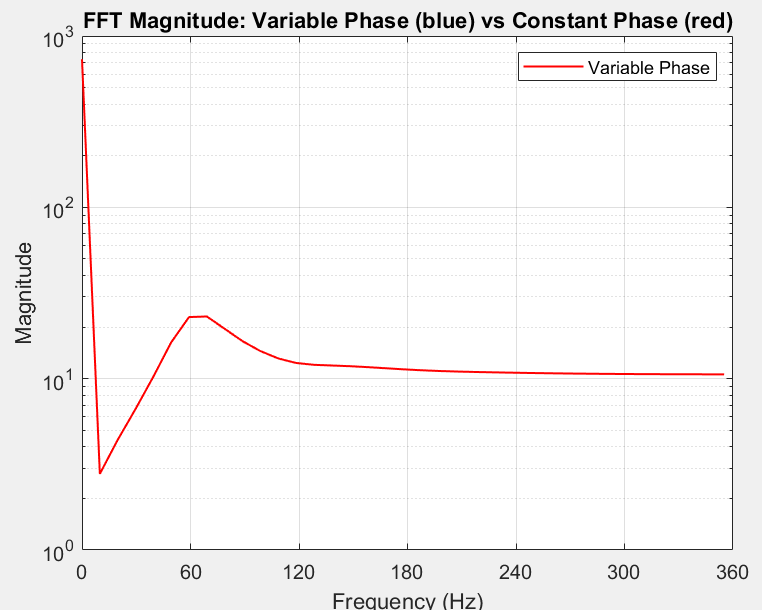 FFT Magnitude: Variable Phase (blue) vs Constant Phase (red)
10^3
Variable Phase
10^2
Magnitude
10^1
10^0
0 60 120 180 240 300 360
Frequency (Hz)